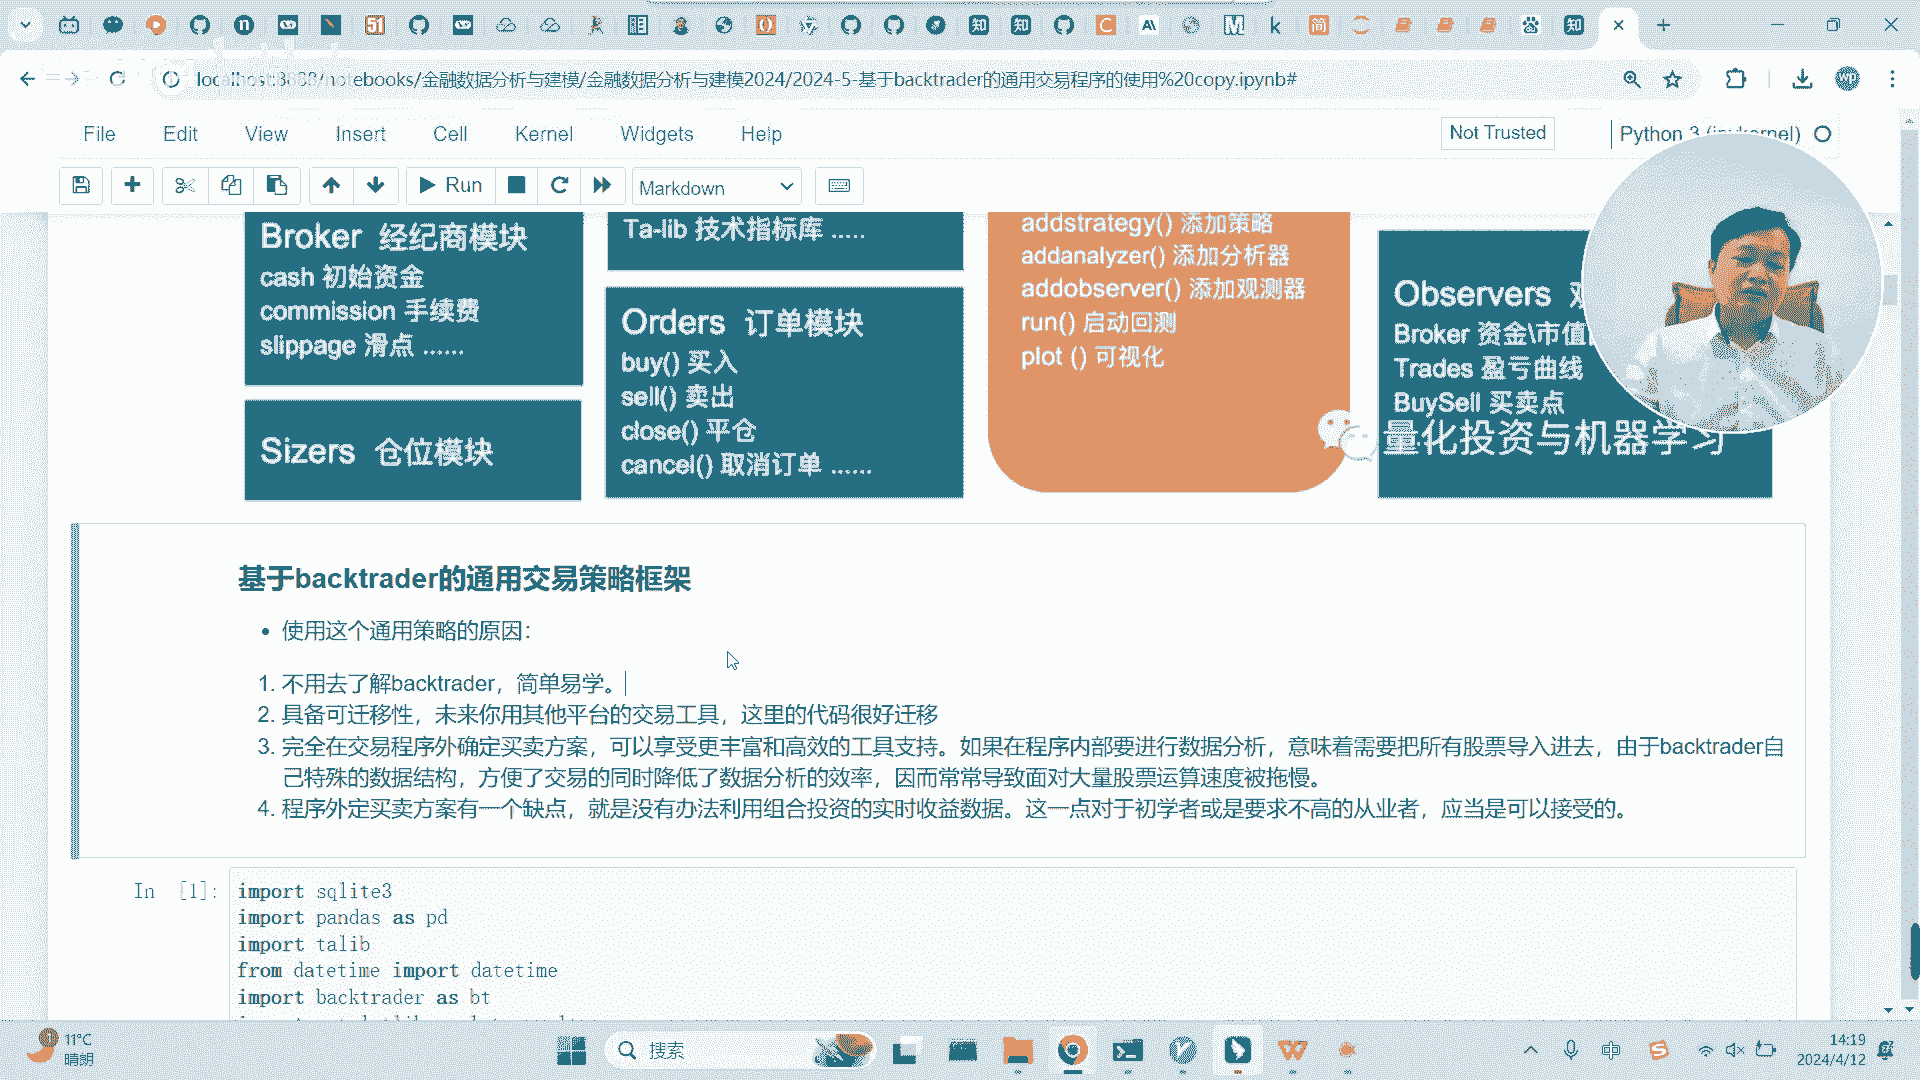 localhost:8888/notebooks/金融数据分析与建模/金融数据分析与建模2024/2024-5-基于backtrader的通用交易程序的使用%20copy.ipynb#
File Edit View Insert Cell Kernel Widgets Help
Not Trusted
Python 3
Run
Markdown
Broker 经纪商模块
cash 初始资金
commission 手续费
slippage 滑点 ......
Sizers 仓位模块
Ta-lib 技术指标库 .....
Orders 订单模块
buy() 买入
sell() 卖出
close() 平仓
cancel() 取消订单 ......
addstrategy() 添加策略
addanalyzer() 添加分析器
addobserver() 添加观测器
run() 启动回测
plot () 可视化
Observers
Broker 资金\市值
Trades 盈亏曲线
BuySell 买卖点
量化投资与机器学习
基于backtrader的通用交易策略框架
• 使用这个通用策略的原因：
1. 不用去了解backtrader，简单易学。
2. 具备可迁移性，未来你用其他平台的交易工具，这里的代码很好迁移
3. 完全在交易程序外确定买卖方案，可以享受更丰富和高效的工具支持。如果在程序内部要进行数据分析，意味着需要把所有股票导入进去，由于backtrader自
己特殊的数据结构，方便了交易的同时降低了数据分析的效率，因而常常导致面对大量股票运算速度被拖慢。
4. 程序外定买卖方案有一个缺点，就是没有办法利用组合投资的实时收益数据。这一点对于初学者或是要求不高的从业者，应当是可以接受的。
In [1]:
import sqlite3
import pandas as pd
import talib
from datetime import datetime
import backtrader as bt
11°C
晴朗
搜索
中
14:19
2024/4/12